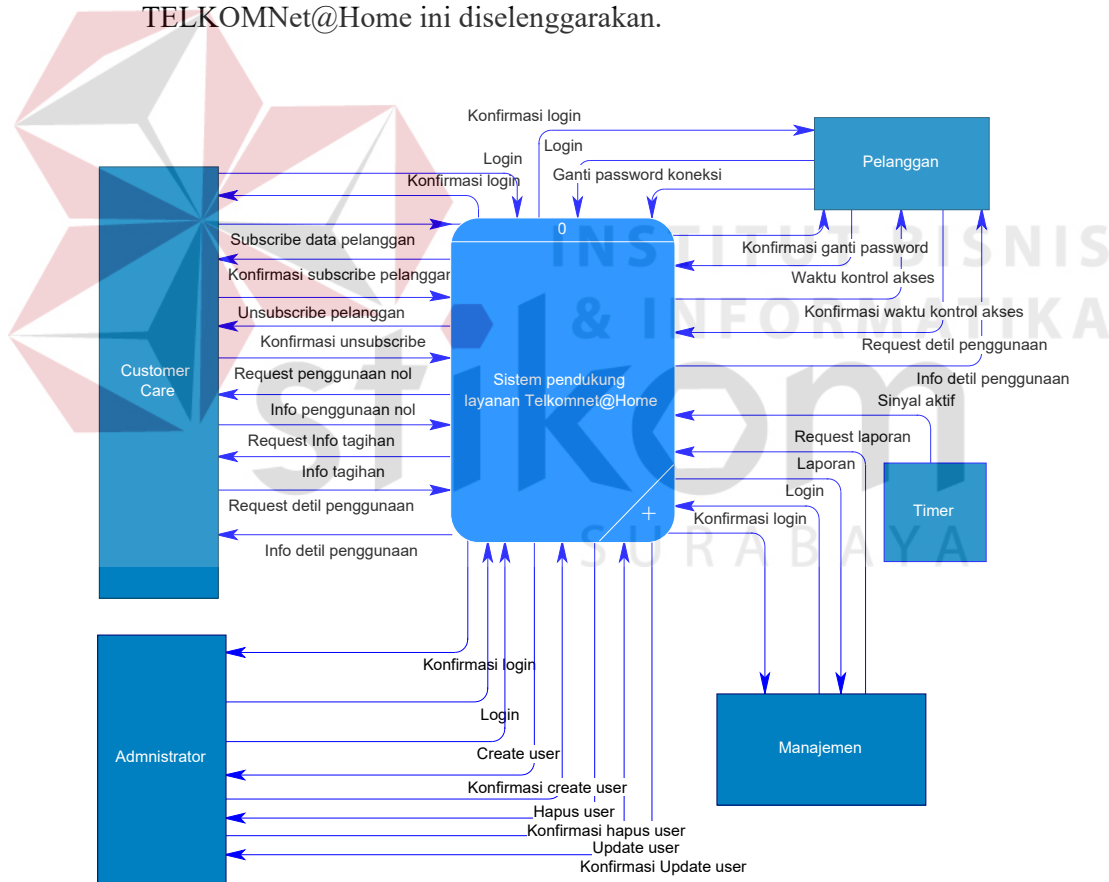 TELKOMNet@Home ini diselenggarakan.
Konfirmasi login
Login
Login
Pelanggan
Konfirmasi login
Ganti password koneksi
0
INSTITUT BISNIS
& INFORMATIKA
stikom
SURABAYA
Subscribe data pelanggan
Konfirmasi subscribe pelanggan
Unsubscribe pelanggan
Konfirmasi unsubscribe
Customer
Care
Request penggunaan nol
Info penggunaan nol
Request Info tagihan
Info tagihan
Request detil penggunaan
Info detil penggunaan
Sistem pendukung
layanan Telkomnet@Home
+
Konfirmasi ganti password
Waktu kontrol akses
Konfirmasi waktu kontrol akses
Request detil penggunaan
Info detil penggunaan
Sinyal aktif
Request laporan
Laporan
Login
Konfirmasi login
Timer
Konfirmasi login
Login
Create user
Konfirmasi create user
Hapus user
Konfirmasi hapus user
Update user
Konfirmasi Update user
Admnistrator
Manajemen